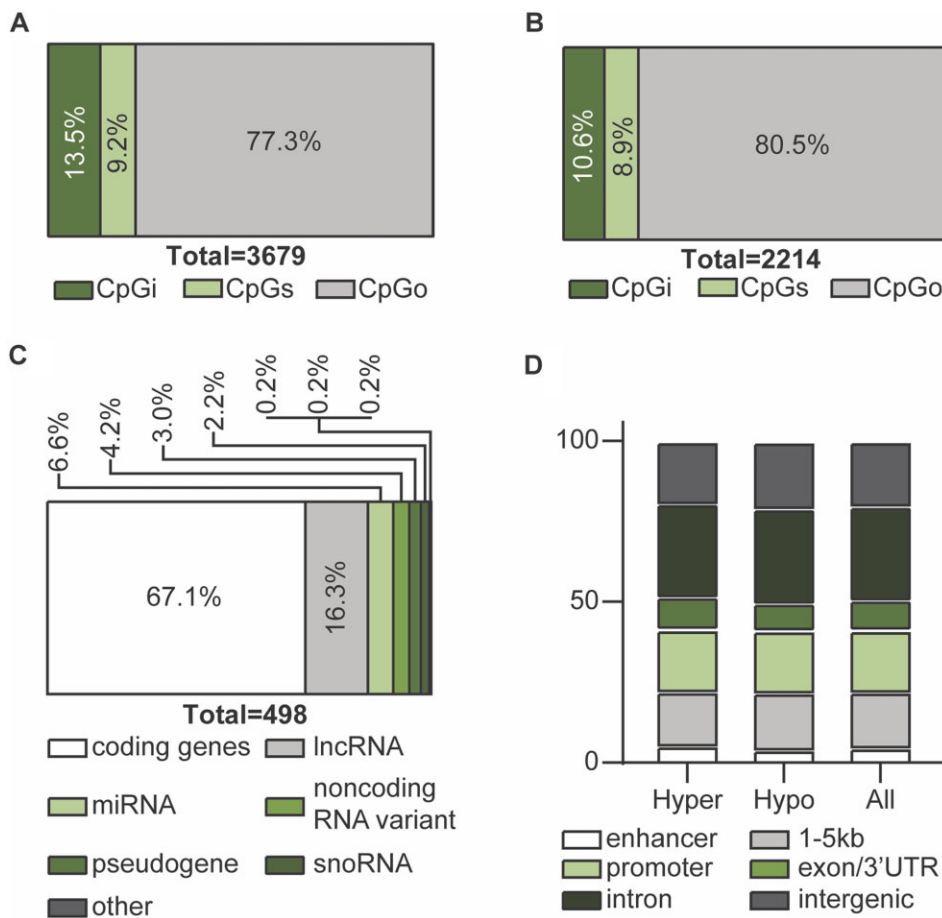 A
13.5%
9.2%
77.3%
Total=3679
CpGi CpGs CpGo
B
10.6%
8.9%
80.5%
Total=2214
CpGi CpGs CpGo
C
6.6%
4.2%
3.0%
2.2%
0.2%
0.2%
0.2%
67.1%
16.3%
Total=498
coding genes lncRNA
miRNA noncoding
RNA variant
pseudogene snoRNA
other
D
100
50
0
Hyper Hypo All
enhancer 1-5kb
promoter exon/3'UTR
intron intergenic